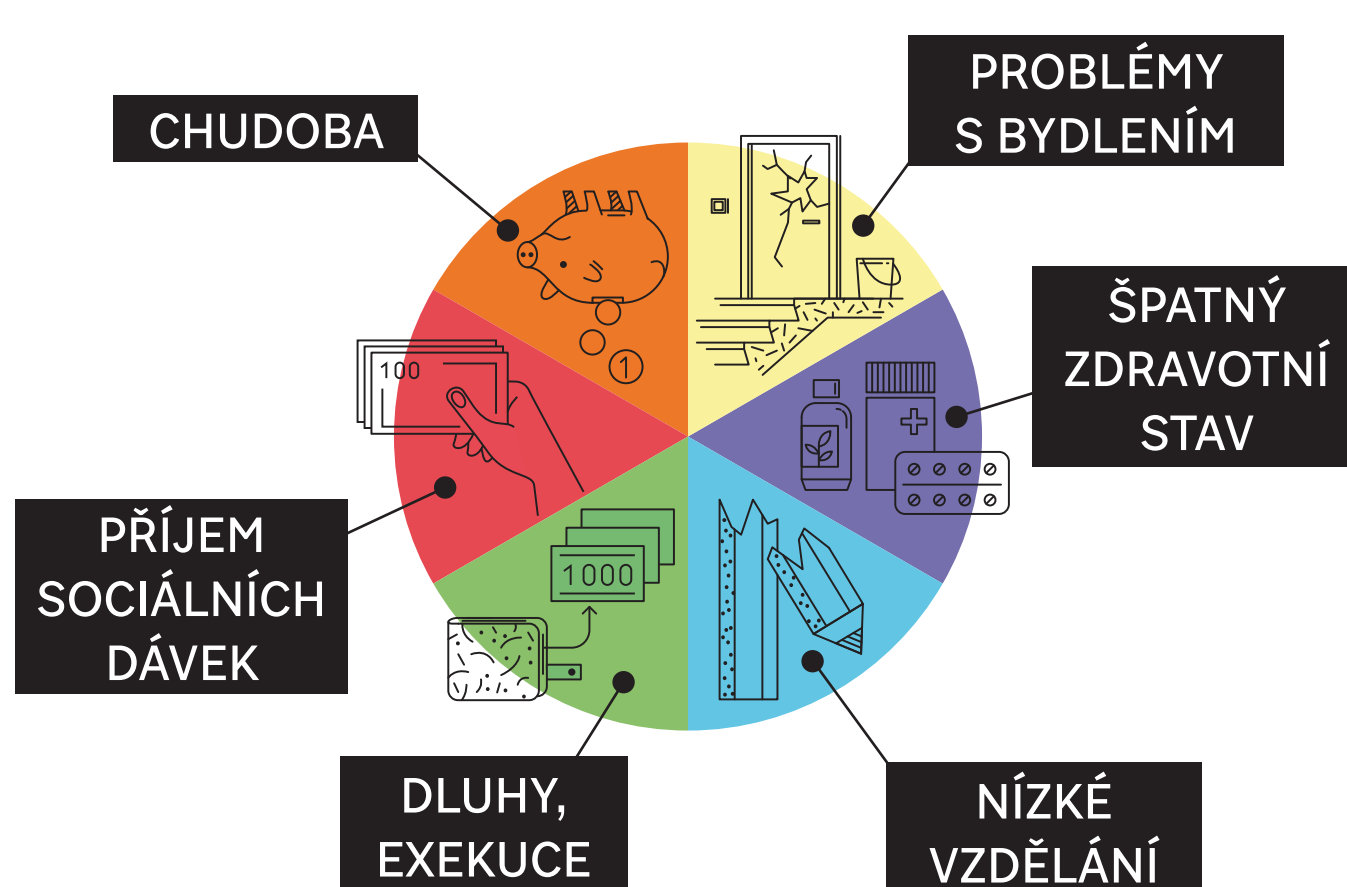 CHUDOBA
PROBLÉMY
S BYDLENÍM
ŠPATNÝ
ZDRAVOTNÍ
STAV
NÍZKÉ
VZDĚLÁNÍ
DLUHY,
EXEKUCE
PŘÍJEM
SOCIÁLNÍCH
DÁVEK
100
1
1000